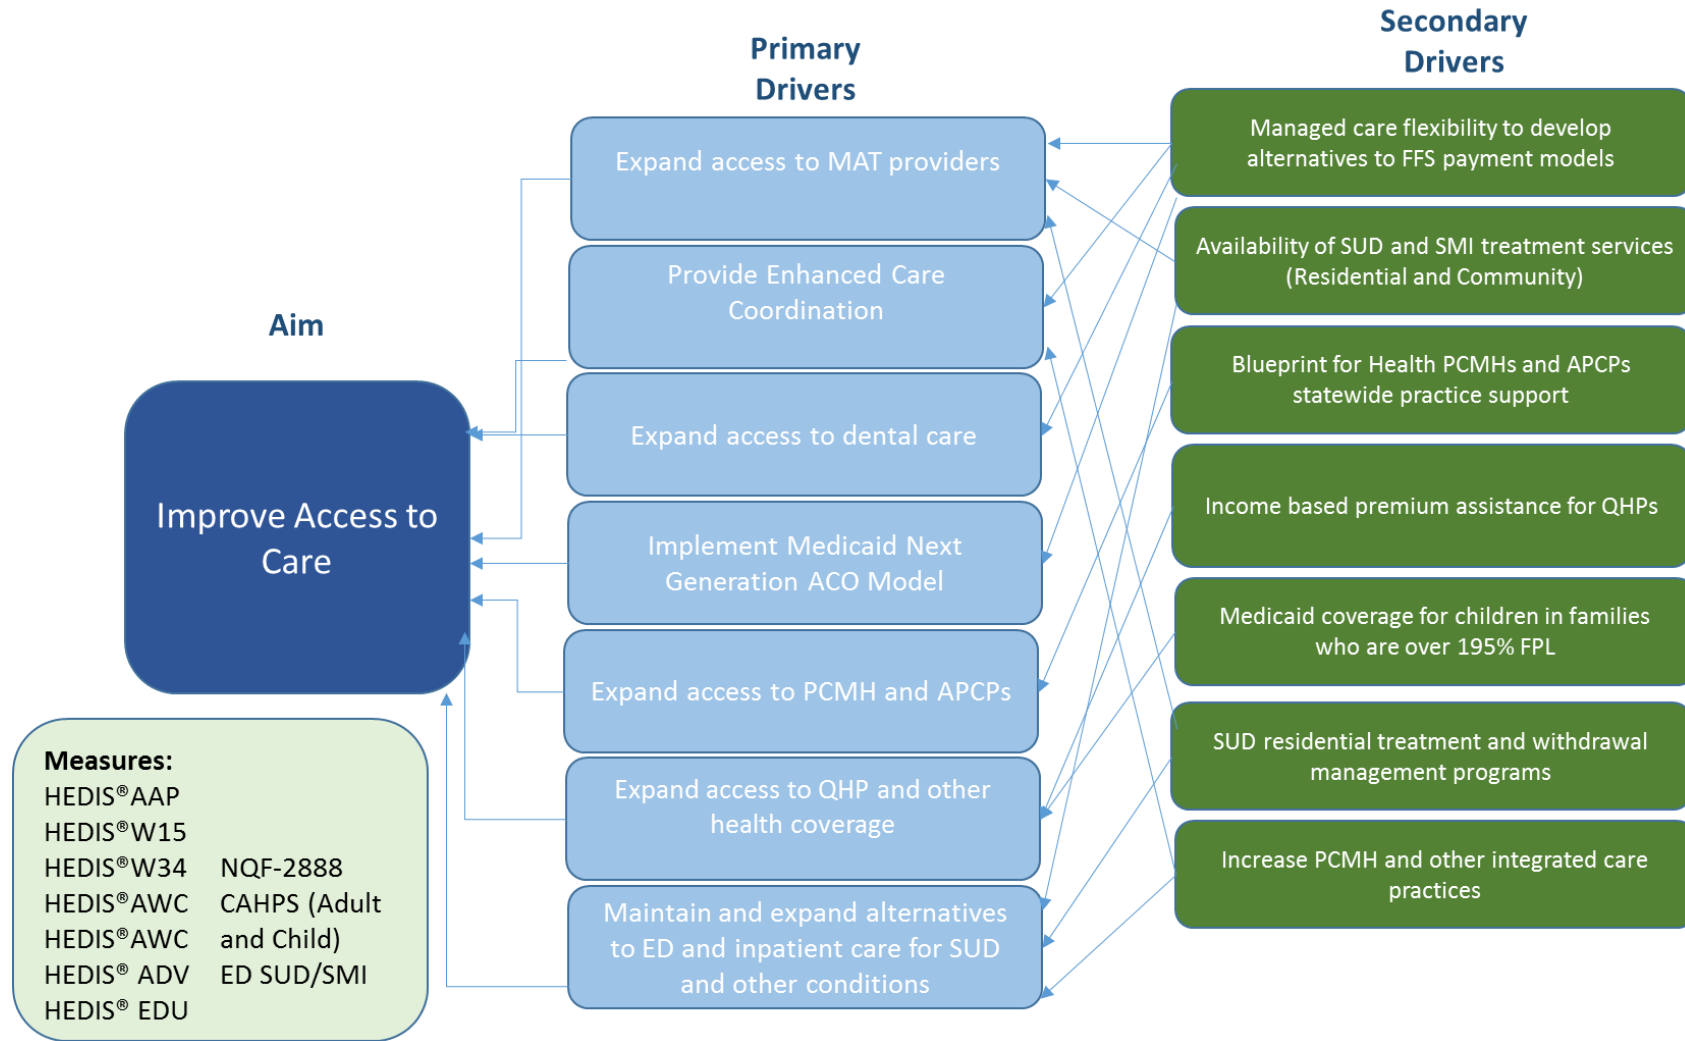 Aim
Improve Access to
Care
Measures:
HEDIS®AAP
HEDIS®W15
HEDIS®W34 NQF-2888
HEDIS®AWC CAHPS (Adult
HEDIS®AWC and Child)
HEDIS® ADV ED SUD/SMI
HEDIS® EDU
Primary
Drivers
Expand access to MAT providers
Provide Enhanced Care
Coordination
Expand access to dental care
Implement Medicaid Next
Generation ACO Model
Expand access to PCMH and APCPs
Expand access to QHP and other
health coverage
Maintain and expand alternatives
to ED and inpatient care for SUD
and other conditions
Secondary
Drivers
Managed care flexibility to develop
alternatives to FFS payment models
Availability of SUD and SMI treatment services
(Residential and Community)
Blueprint for Health PCMHs and APCPs
statewide practice support
Income based premium assistance for QHPs
Medicaid coverage for children in families
who are over 195% FPL
SUD residential treatment and withdrawal
management programs
Increase PCMH and other integrated care
practices